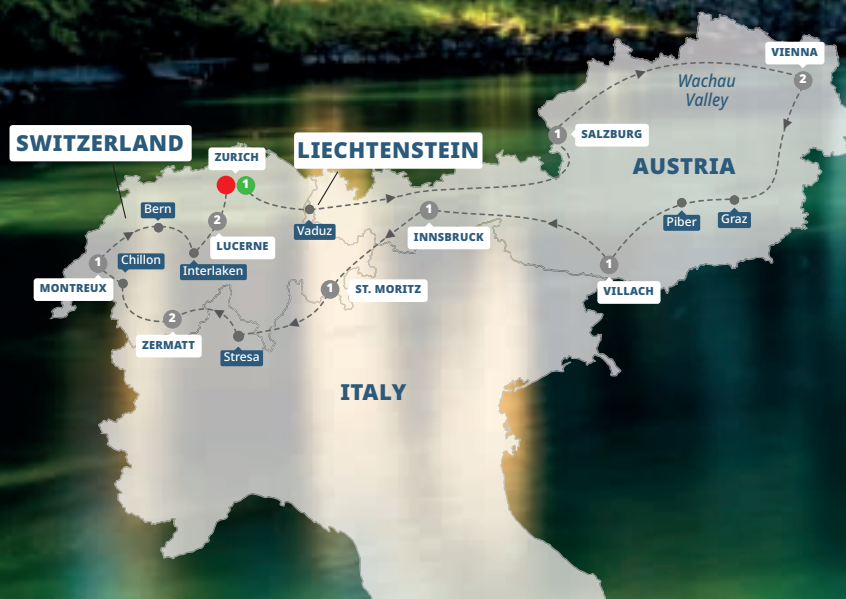 VIENNA
2
Wachau
Valley
1
SALZBURG
SWITZERLAND
ZURICH
1
LIECHTENSTEIN
AUSTRIA
Bern
2
LUCERNE
Vaduz
1
INNSBRUCK
Piber
Graz
1
MONTREUX
Chillon
Interlaken
1
VILLACH
1
ST. MORITZ
2
ZERMATT
Stresa
ITALY